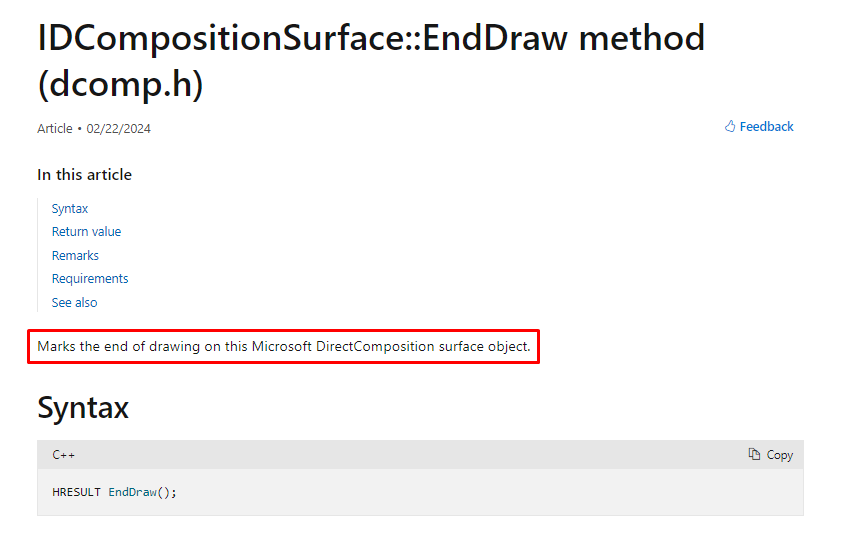 IDCompositionSurface::EndDraw method
(dcomp.h)
Article • 02/22/2024
Feedback
In this article
Syntax
Return value
Remarks
Requirements
See also
Marks the end of drawing on this Microsoft DirectComposition surface object.
Syntax
C++
Copy
HRESULT EndDraw();